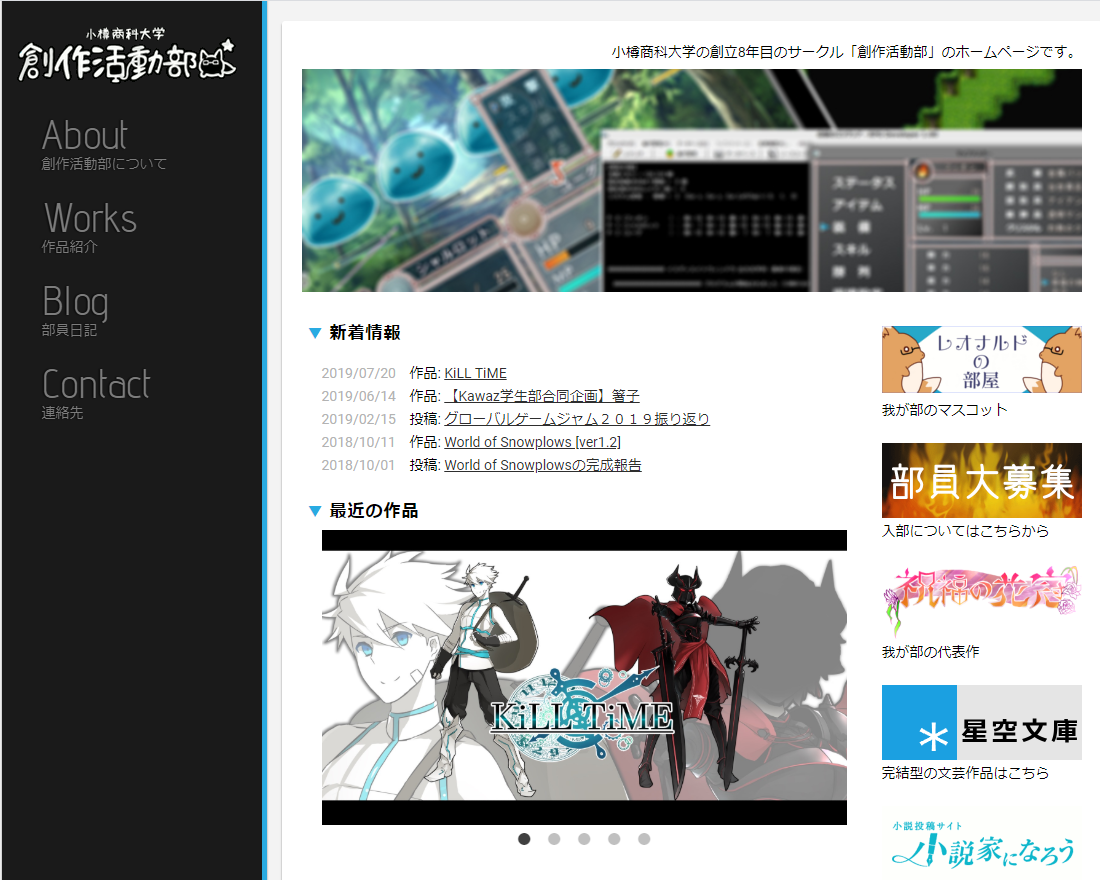 小樽商科大学
創作活動部
About
創作活動部について
Works
作品紹介
Blog
部員日記
Contact
連絡先
小樽商科大学の創立8年目のサークル「創作活動部」のホームページです。
シャルロット
HP
ステータス
アイテム
装備
スキル
隊列
▼ 新着情報
2019/07/20 作品: KiLL TiME
2019/06/14 作品: 【Kawaz学生部合同企画】箸子
2019/02/15 投稿: グローバルゲームジャム２０１９振り返り
2018/10/11 作品: World of Snowplows [ver1.2]
2018/10/01 投稿: World of Snowplowsの完成報告
▼ 最近の作品
KiLL TiME
レオナルド
の
部屋
我が部のマスコット
部員大募集
入部についてはこちらから
祝福の花冠
我が部の代表作
* 星空文庫
完結型の文芸作品はこちら
小説投稿サイト
小説家になろう